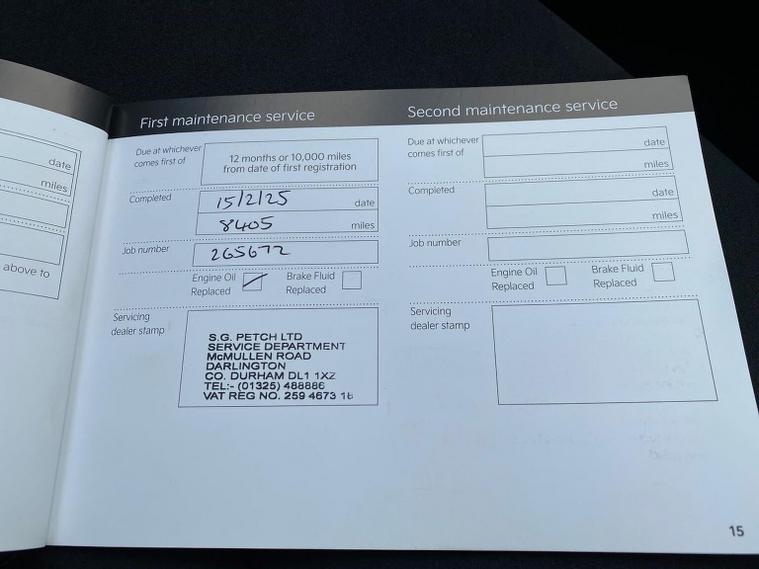 date
miles
above to
First maintenance service
Due at whichever
comes first of
12 months or 10,000 miles
from date of first registration
Completed
15/2/25
date
8405
miles
Job number
265672
Engine Oil
Replaced
Brake Fluid
Replaced
Servicing
dealer stamp
S.G. PETCH LTD
SERVICE DEPARTMENT
McMULLEN ROAD
DARLINGTON
CO. DURHAM DL1 1XZ
TEL:- (01325) 488886
VAT REG NO. 259 4673 16
Second maintenance service
Due at whichever
comes first of
date
miles
Completed
date
miles
Job number
Engine Oil
Replaced
Brake Fluid
Replaced
Servicing
dealer stamp
15